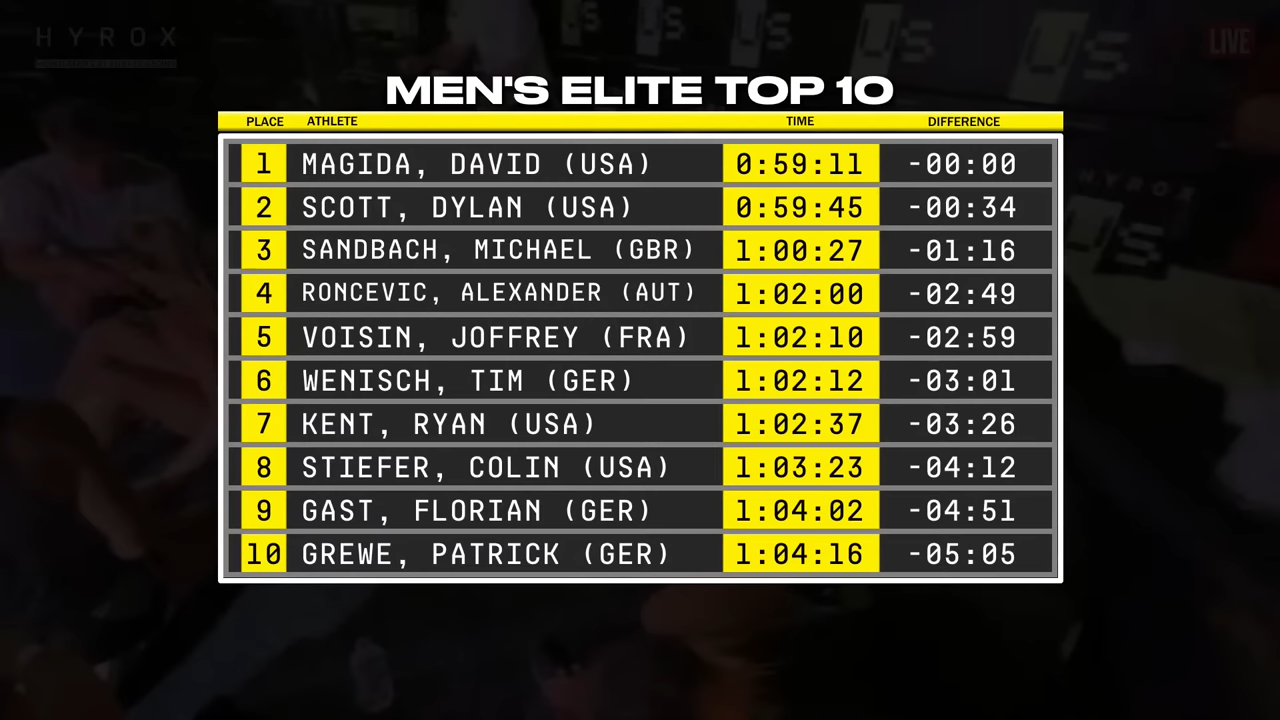 HYROX
LIVE
MEN'S ELITE TOP 10
PLACE ATHLETE TIME DIFFERENCE
1 MAGIDA, DAVID (USA) 0:59:11 -00:00
2 SCOTT, DYLAN (USA) 0:59:45 -00:34
3 SANDBACH, MICHAEL (GBR) 1:00:27 -01:16
4 RONCEVIC, ALEXANDER (AUT) 1:02:00 -02:49
5 VOISIN, JOFFREY (FRA) 1:02:10 -02:59
6 WENISCH, TIM (GER) 1:02:12 -03:01
7 KENT, RYAN (USA) 1:02:37 -03:26
8 STIEFER, COLIN (USA) 1:03:23 -04:12
9 GAST, FLORIAN (GER) 1:04:02 -04:51
10 GREWE, PATRICK (GER) 1:04:16 -05:05
HYROX